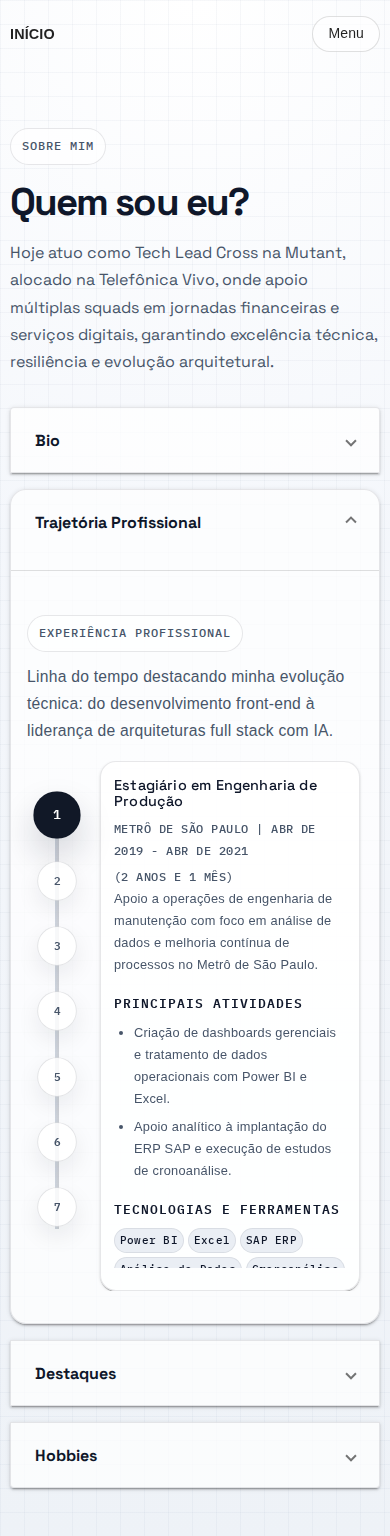 INÍCIO
Menu
SOBRE MIM
Quem sou eu?
Hoje atuo como Tech Lead Cross na Mutant,
alocado na Telefônica Vivo, onde apoio
múltiplas squads em jornadas financeiras e
serviços digitais, garantindo excelência técnica,
resiliência e evolução arquitetural.
Bio
Trajetória Profissional
EXPERIÊNCIA PROFISSIONAL
Linha do tempo destacando minha evolução
técnica: do desenvolvimento front-end à
liderança de arquiteturas full stack com IA.
1
2
3
4
5
6
7
Estagiário em Engenharia de
Produção
METRÔ DE SÃO PAULO | ABR DE
2019 - ABR DE 2021
(2 ANOS E 1 MÊS)
Apoio a operações de engenharia de
manutenção com foco em análise de
dados e melhoria contínua de
processos no Metrô de São Paulo.
PRINCIPAIS ATIVIDADES
• Criação de dashboards gerenciais
e tratamento de dados
operacionais com Power BI e
Excel.
• Apoio analítico à implantação do
ERP SAP e execução de estudos
de cronoanálise.
TECNOLOGIAS E FERRAMENTAS
Power BI Excel SAP ERP
Análise de Dados Cronoanálise
Destaques
Hobbies